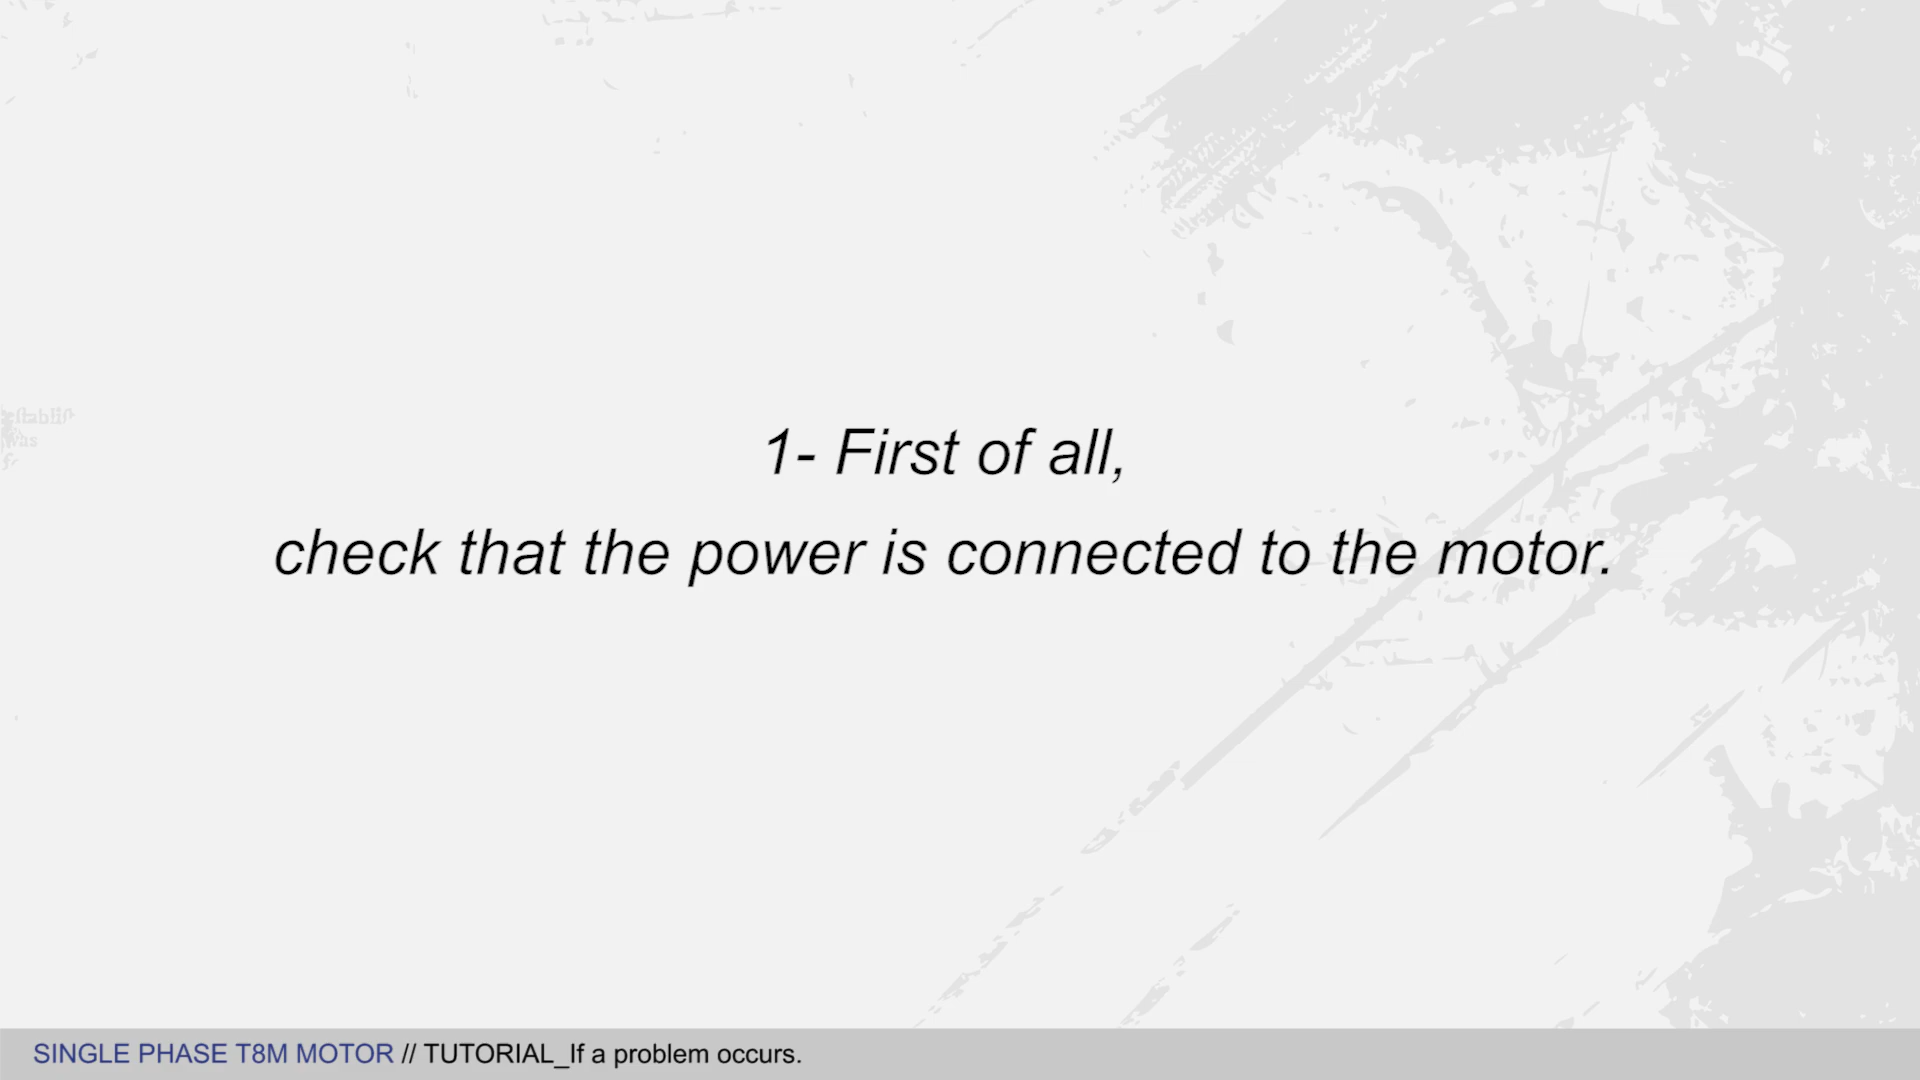 1- First of all,
check that the power is connected to the motor.
was
SINGLE PHASE T8M MOTOR // TUTORIAL_If a problem occurs.